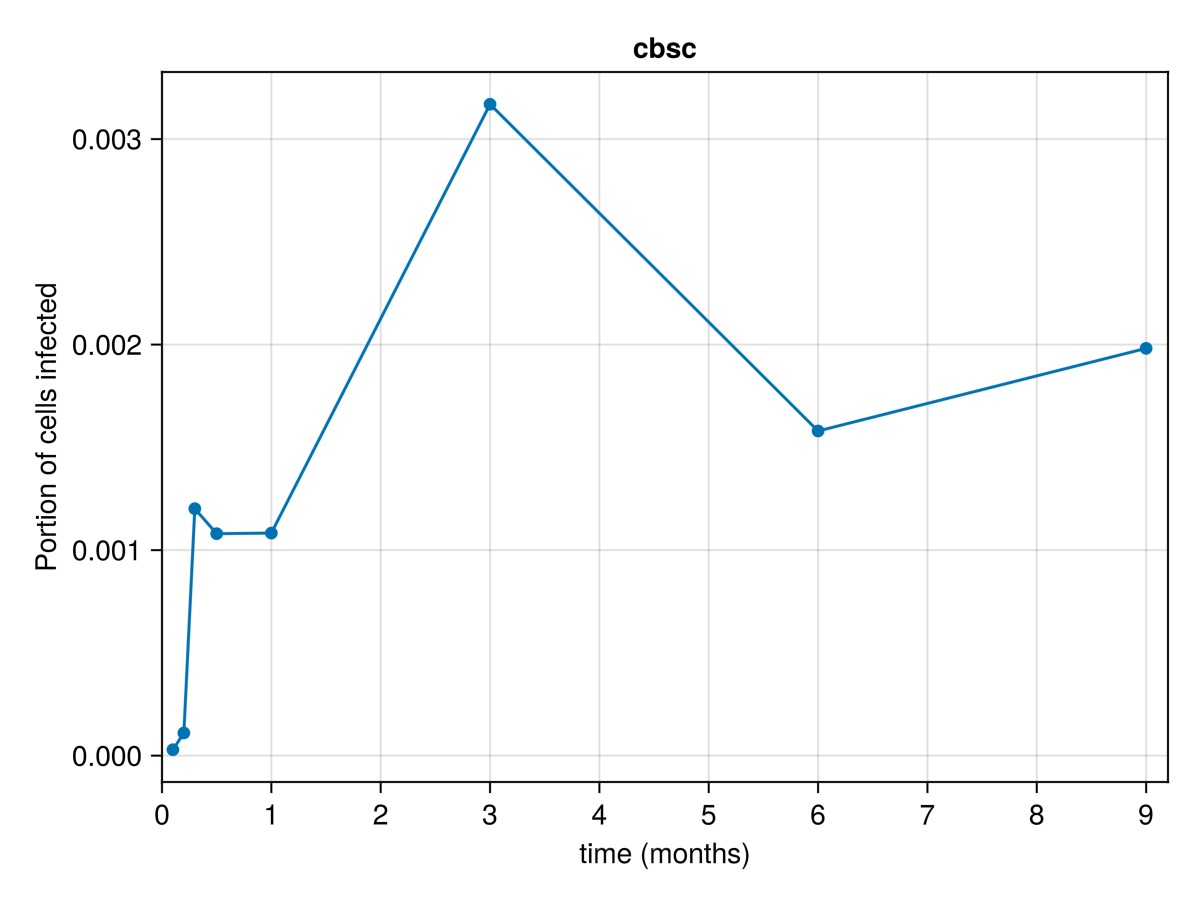 cbsc
Portion of cells infected
0.003
0.002
0.001
0.000
0 1 2 3 4 5 6 7 8 9
time (months)